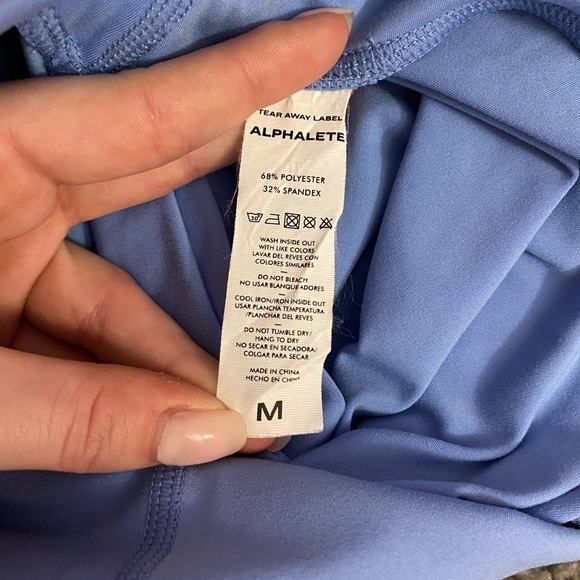 TEAR AWAY LABEL
ALPHALETE
68% POLYESTER
32% SPANDEX
30
WASH INSIDE OUT
WITH LIKE COLORS
LAVAR DEL REVES CON
COLORES SIMILARES
—
DO NOT BLEACH
NO USAR BLANQUEADORES
—
COOL IRON/IRON INSIDE OUT
USAR PLANCHA TEMPERATURA
/PLANCHAR DEL REVES
—
DO NOT TUMBLE DRY/
HANG TO DRY
NO SECAR EN SECADORA/
COLGAR PARA SECAR
—
MADE IN CHINA
HECHO EN CHINA
M